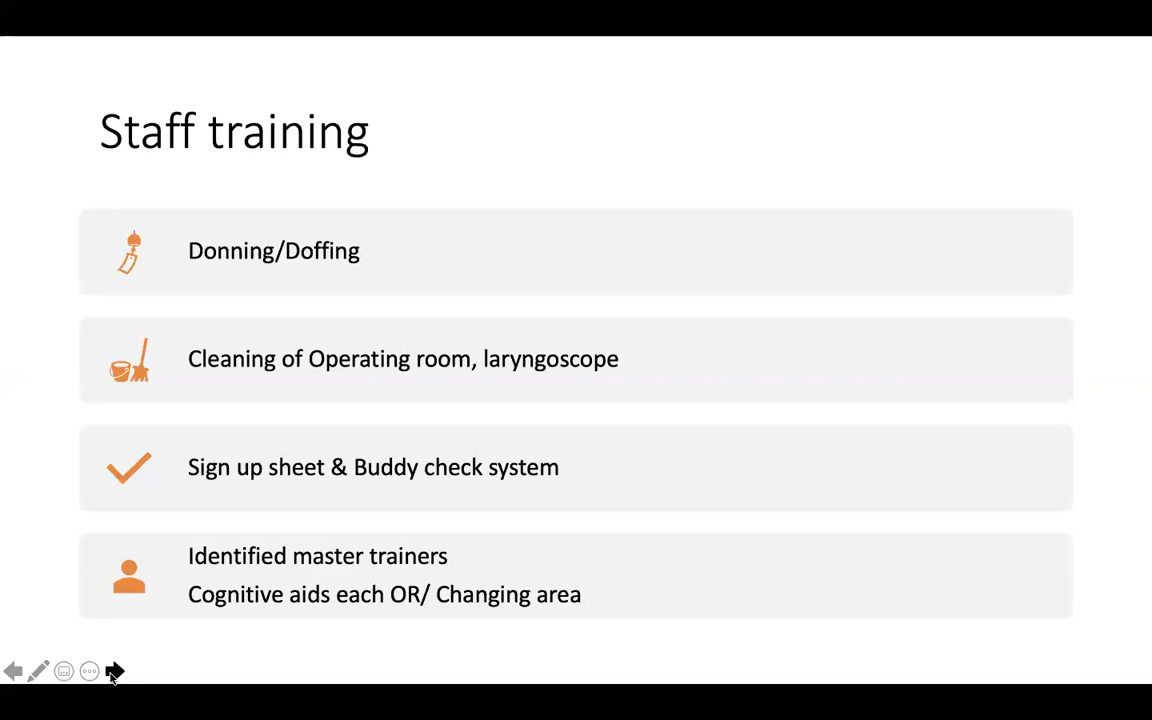 Staff training
Donning/Doffing
Cleaning of Operating room, laryngoscope
Sign up sheet & Buddy check system
Identified master trainers
Cognitive aids each OR/ Changing area